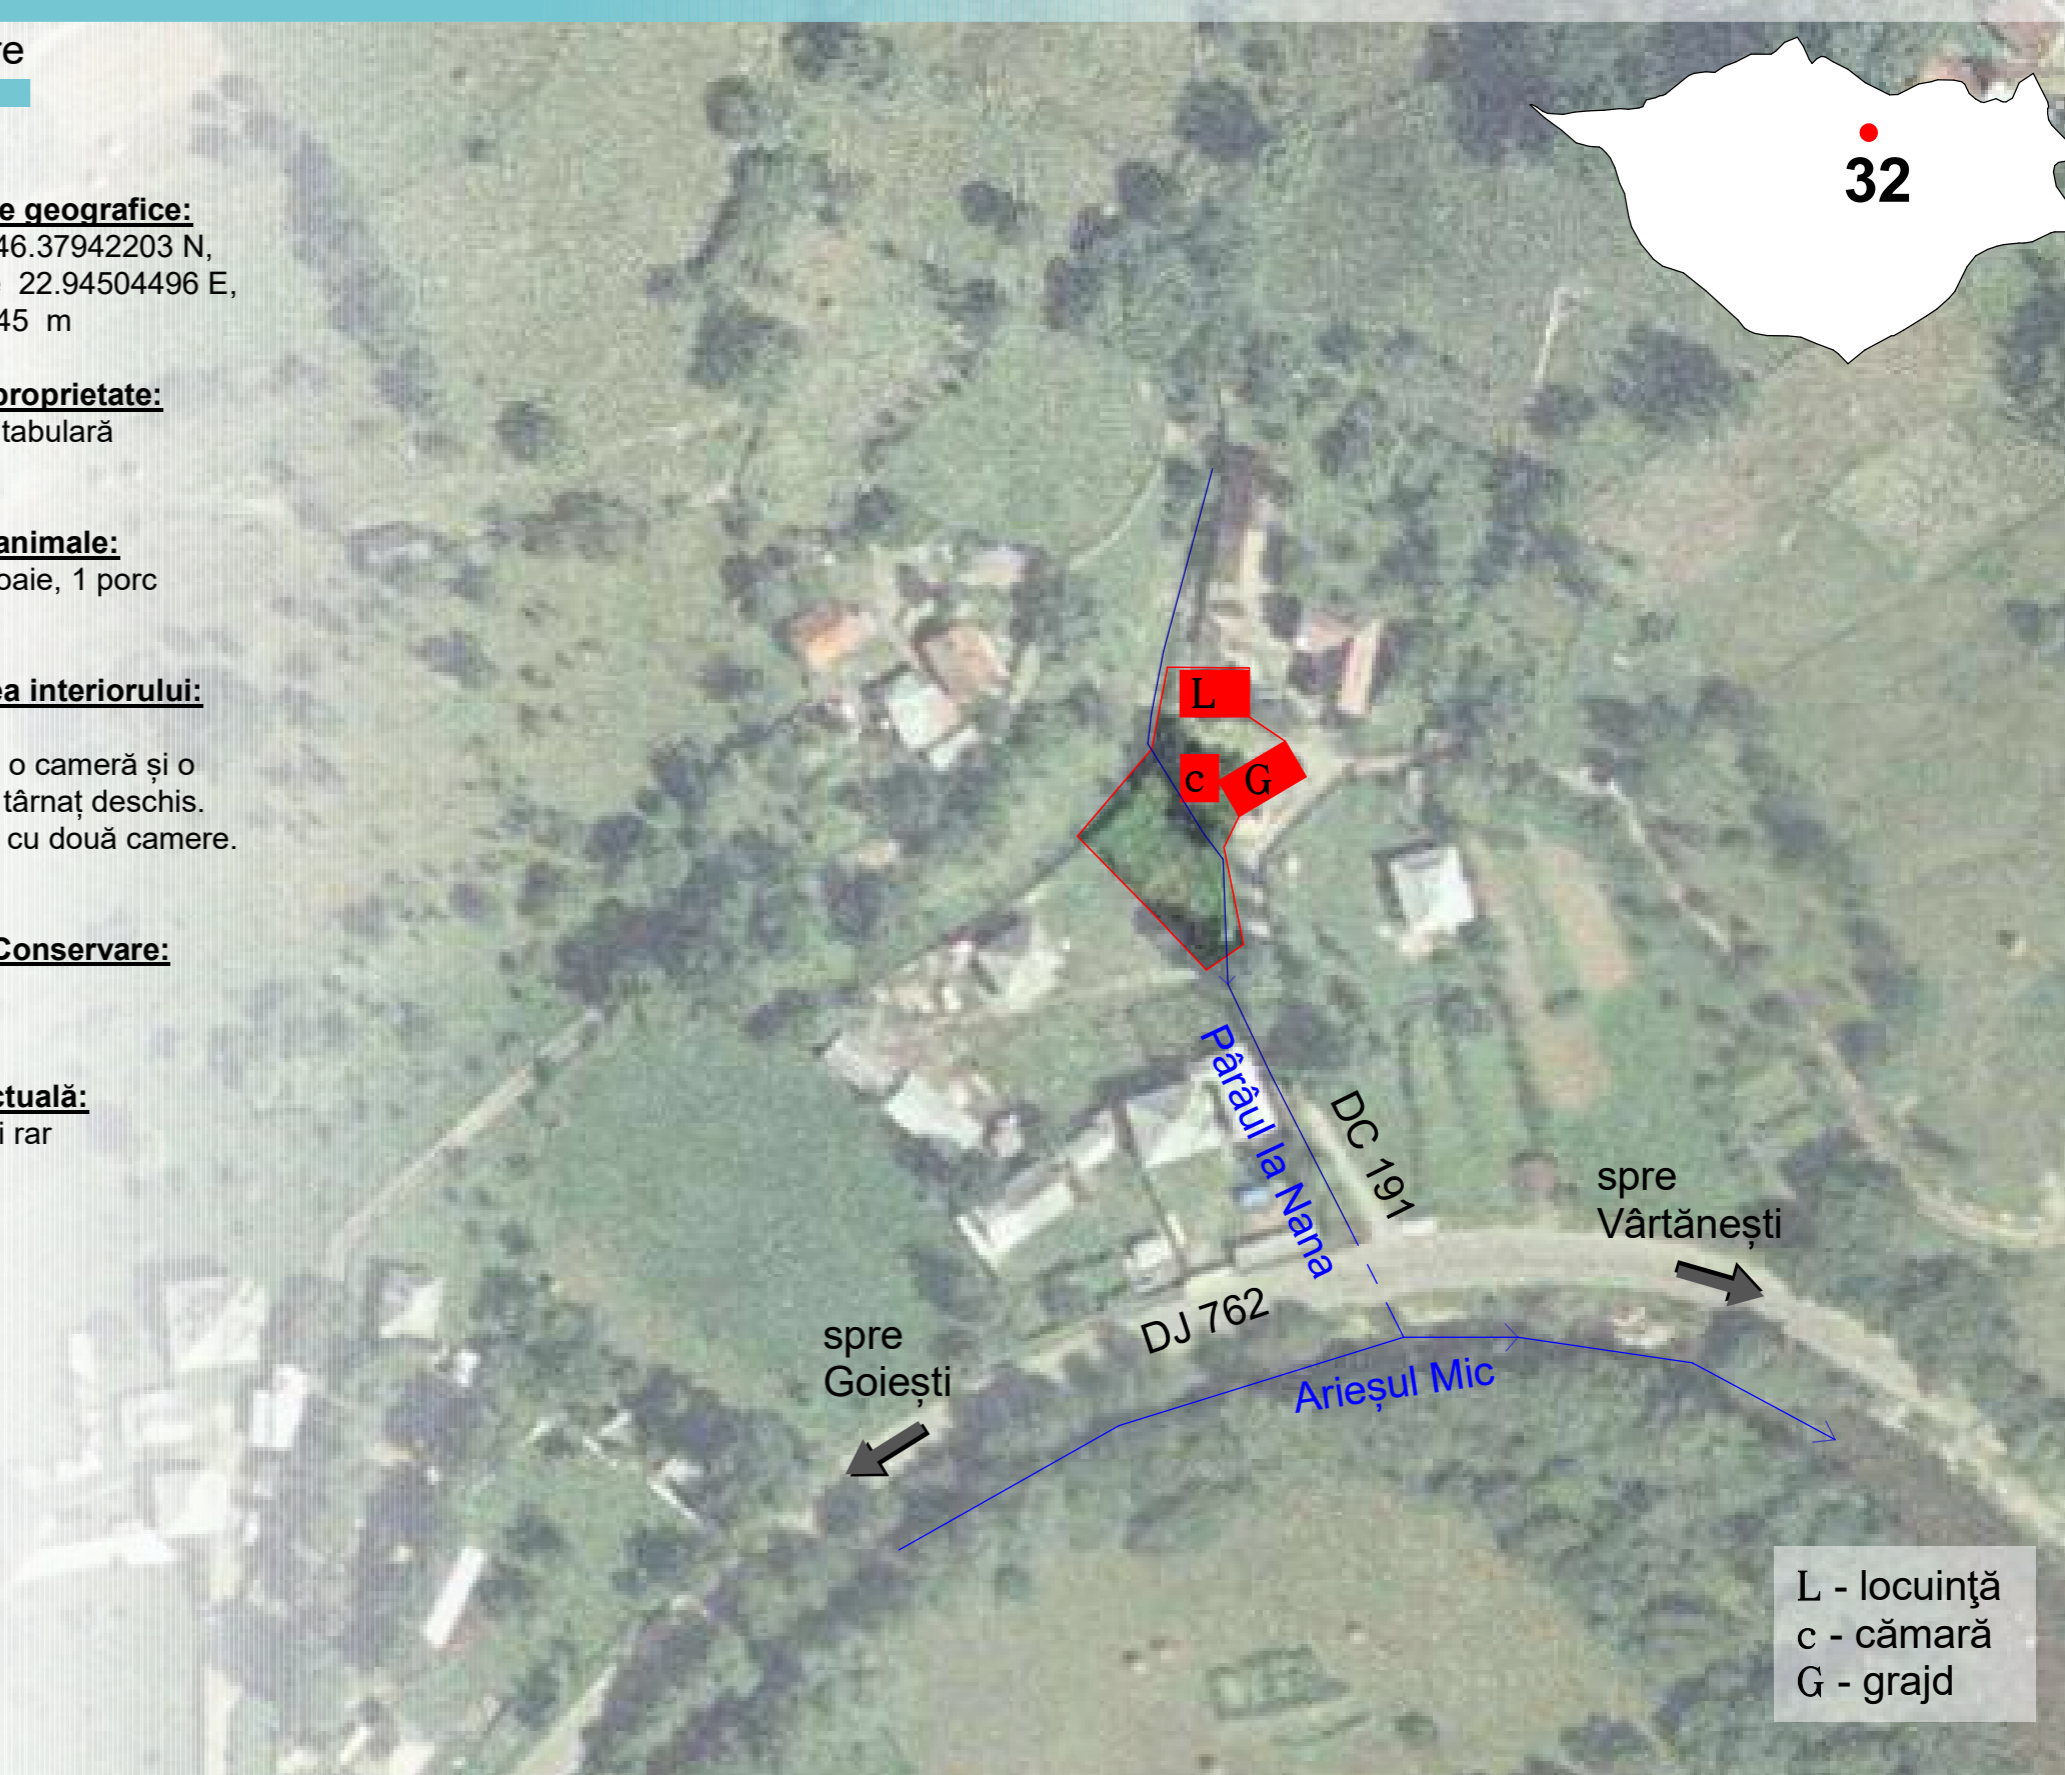 re
e geografice:
46.37942203 N,
22.94504496 E,
45 m
proprietate:
tabulară
animale:
oaie, 1 porc
ea interiorului:
o cameră și o
târnaț deschis.
cu două camere.
Conservare:
ctuală:
i rar
32
L
c
G
Pârâul la Nana
DC 191
spre
Vârtănești
DJ 762
spre
Goiești
Arieșul Mic
L - locuinţă
c - cămară
G - grajd